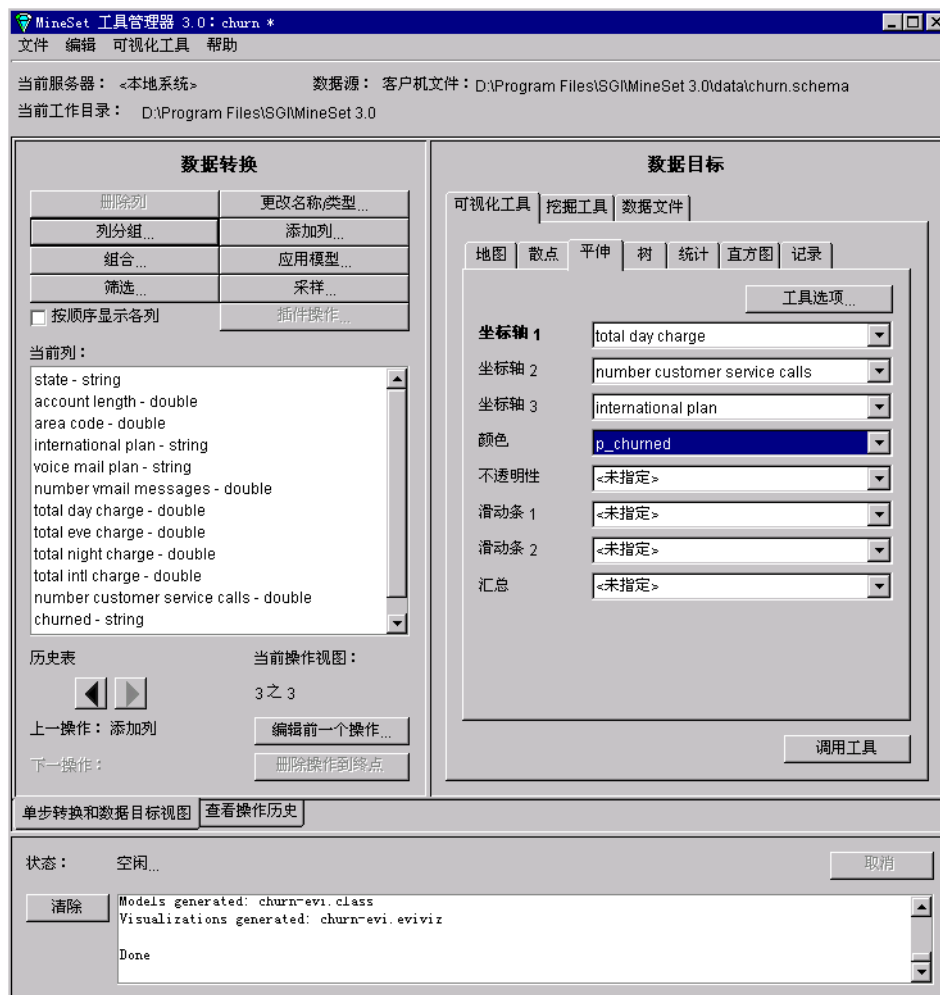 MineSet 工具管理器 3.0：churn *
文件 编辑 可视化工具 帮助
当前服务器： <本地系统> 数据源： 客户机文件：D:\Program Files\SGI\MineSet 3.0\data\churn.schema
当前工作目录： D:\Program Files\SGI\MineSet 3.0
数据转换
删除列 更改名称/类型...
列分组... 添加列...
组合... 应用模型...
筛选... 采样...
按顺序显示各列 插件操作...
当前列：
state - string
account length - double
area code - double
international plan - string
voice mail plan - string
number vmail messages - double
total day charge - double
total eve charge - double
total night charge - double
total intl charge - double
number customer service calls - double
churned - string
历史表 当前操作视图：
3 之 3
上一操作： 添加列 编辑前一个操作...
下一操作： 删除操作到终点
数据目标
可视化工具 挖掘工具 数据文件
地图 散点 平伸 树 统计 直方图 记录
工具选项...
坐标轴 1 total day charge
坐标轴 2 number customer service calls
坐标轴 3 international plan
颜色 p_churned
不透明性 <未指定>
滑动条 1 <未指定>
滑动条 2 <未指定>
汇总 <未指定>
调用工具
单步转换和数据目标视图 查看操作历史
状态： 空闲... 取消
清除
Models generated: churn-evi.class
Visualizations generated: churn-evi.eviviz
Done